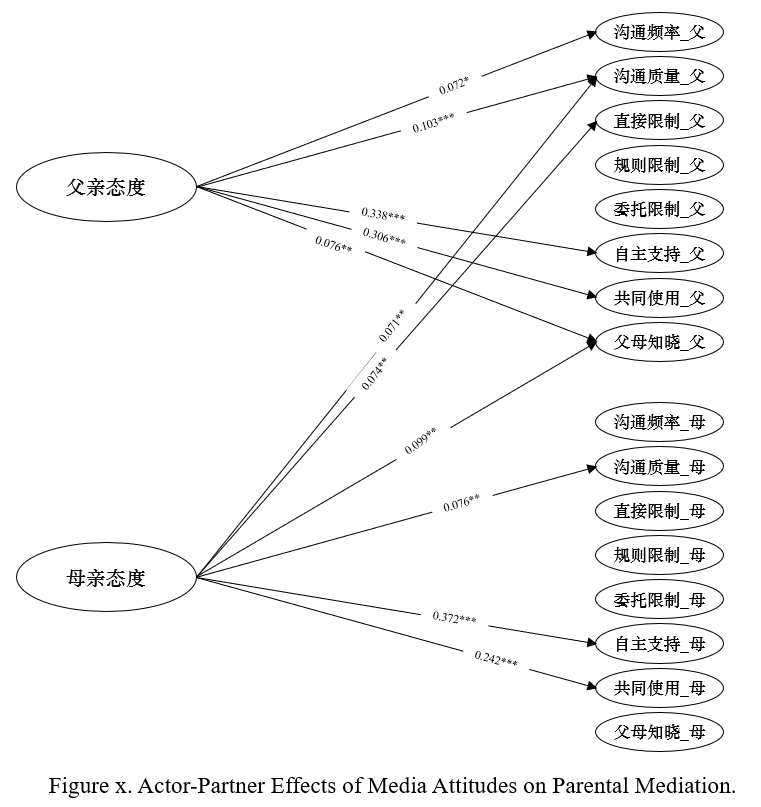 沟通频率_父
沟通质量_父
直接限制_父
规则限制_父
委托限制_父
自主支持_父
共同使用_父
父母知晓_父
父亲态度
0.072*
0.103***
0.338***
0.306***
0.076**
0.071**
0.074**
0.099**
0.076**
0.372***
0.242***
母亲态度
沟通频率_母
沟通质量_母
直接限制_母
规则限制_母
委托限制_母
自主支持_母
共同使用_母
父母知晓_母
Figure x. Actor-Partner Effects of Media Attitudes on Parental Mediation.